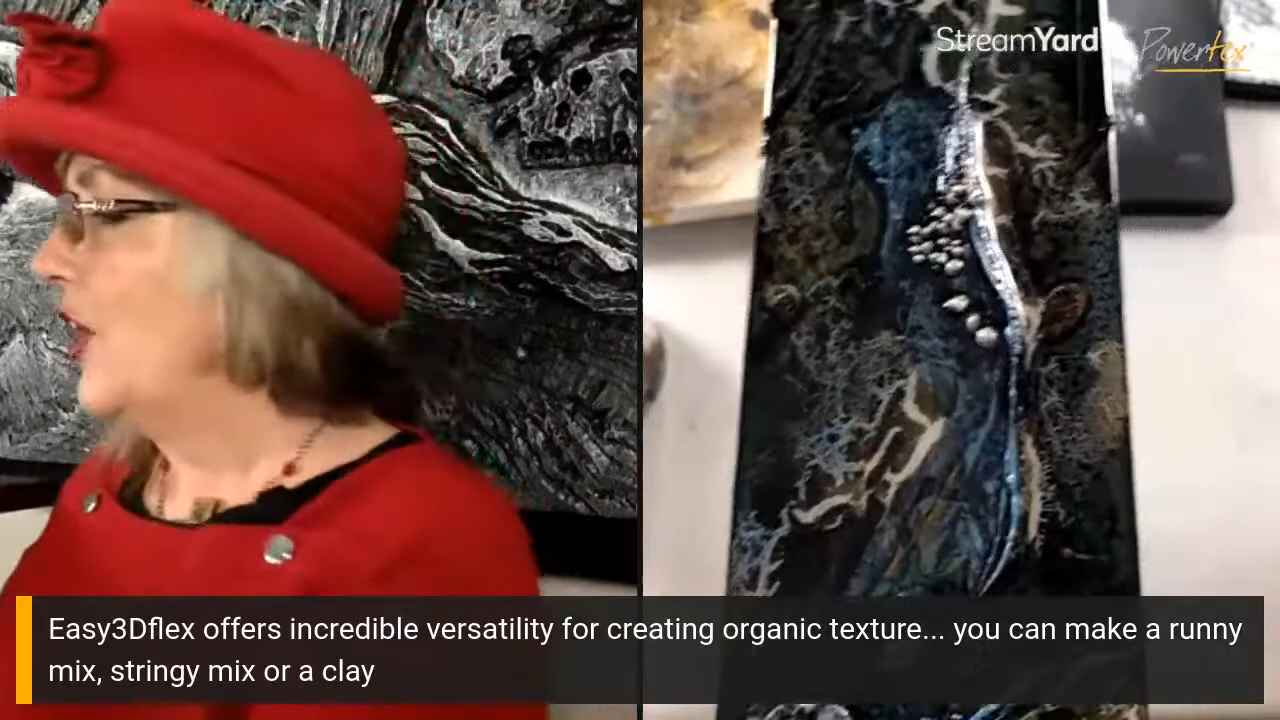 StreamYard
Powertex
Easy3Dflex offers incredible versatility for creating organic texture... you can make a runny
mix, stringy mix or a clay